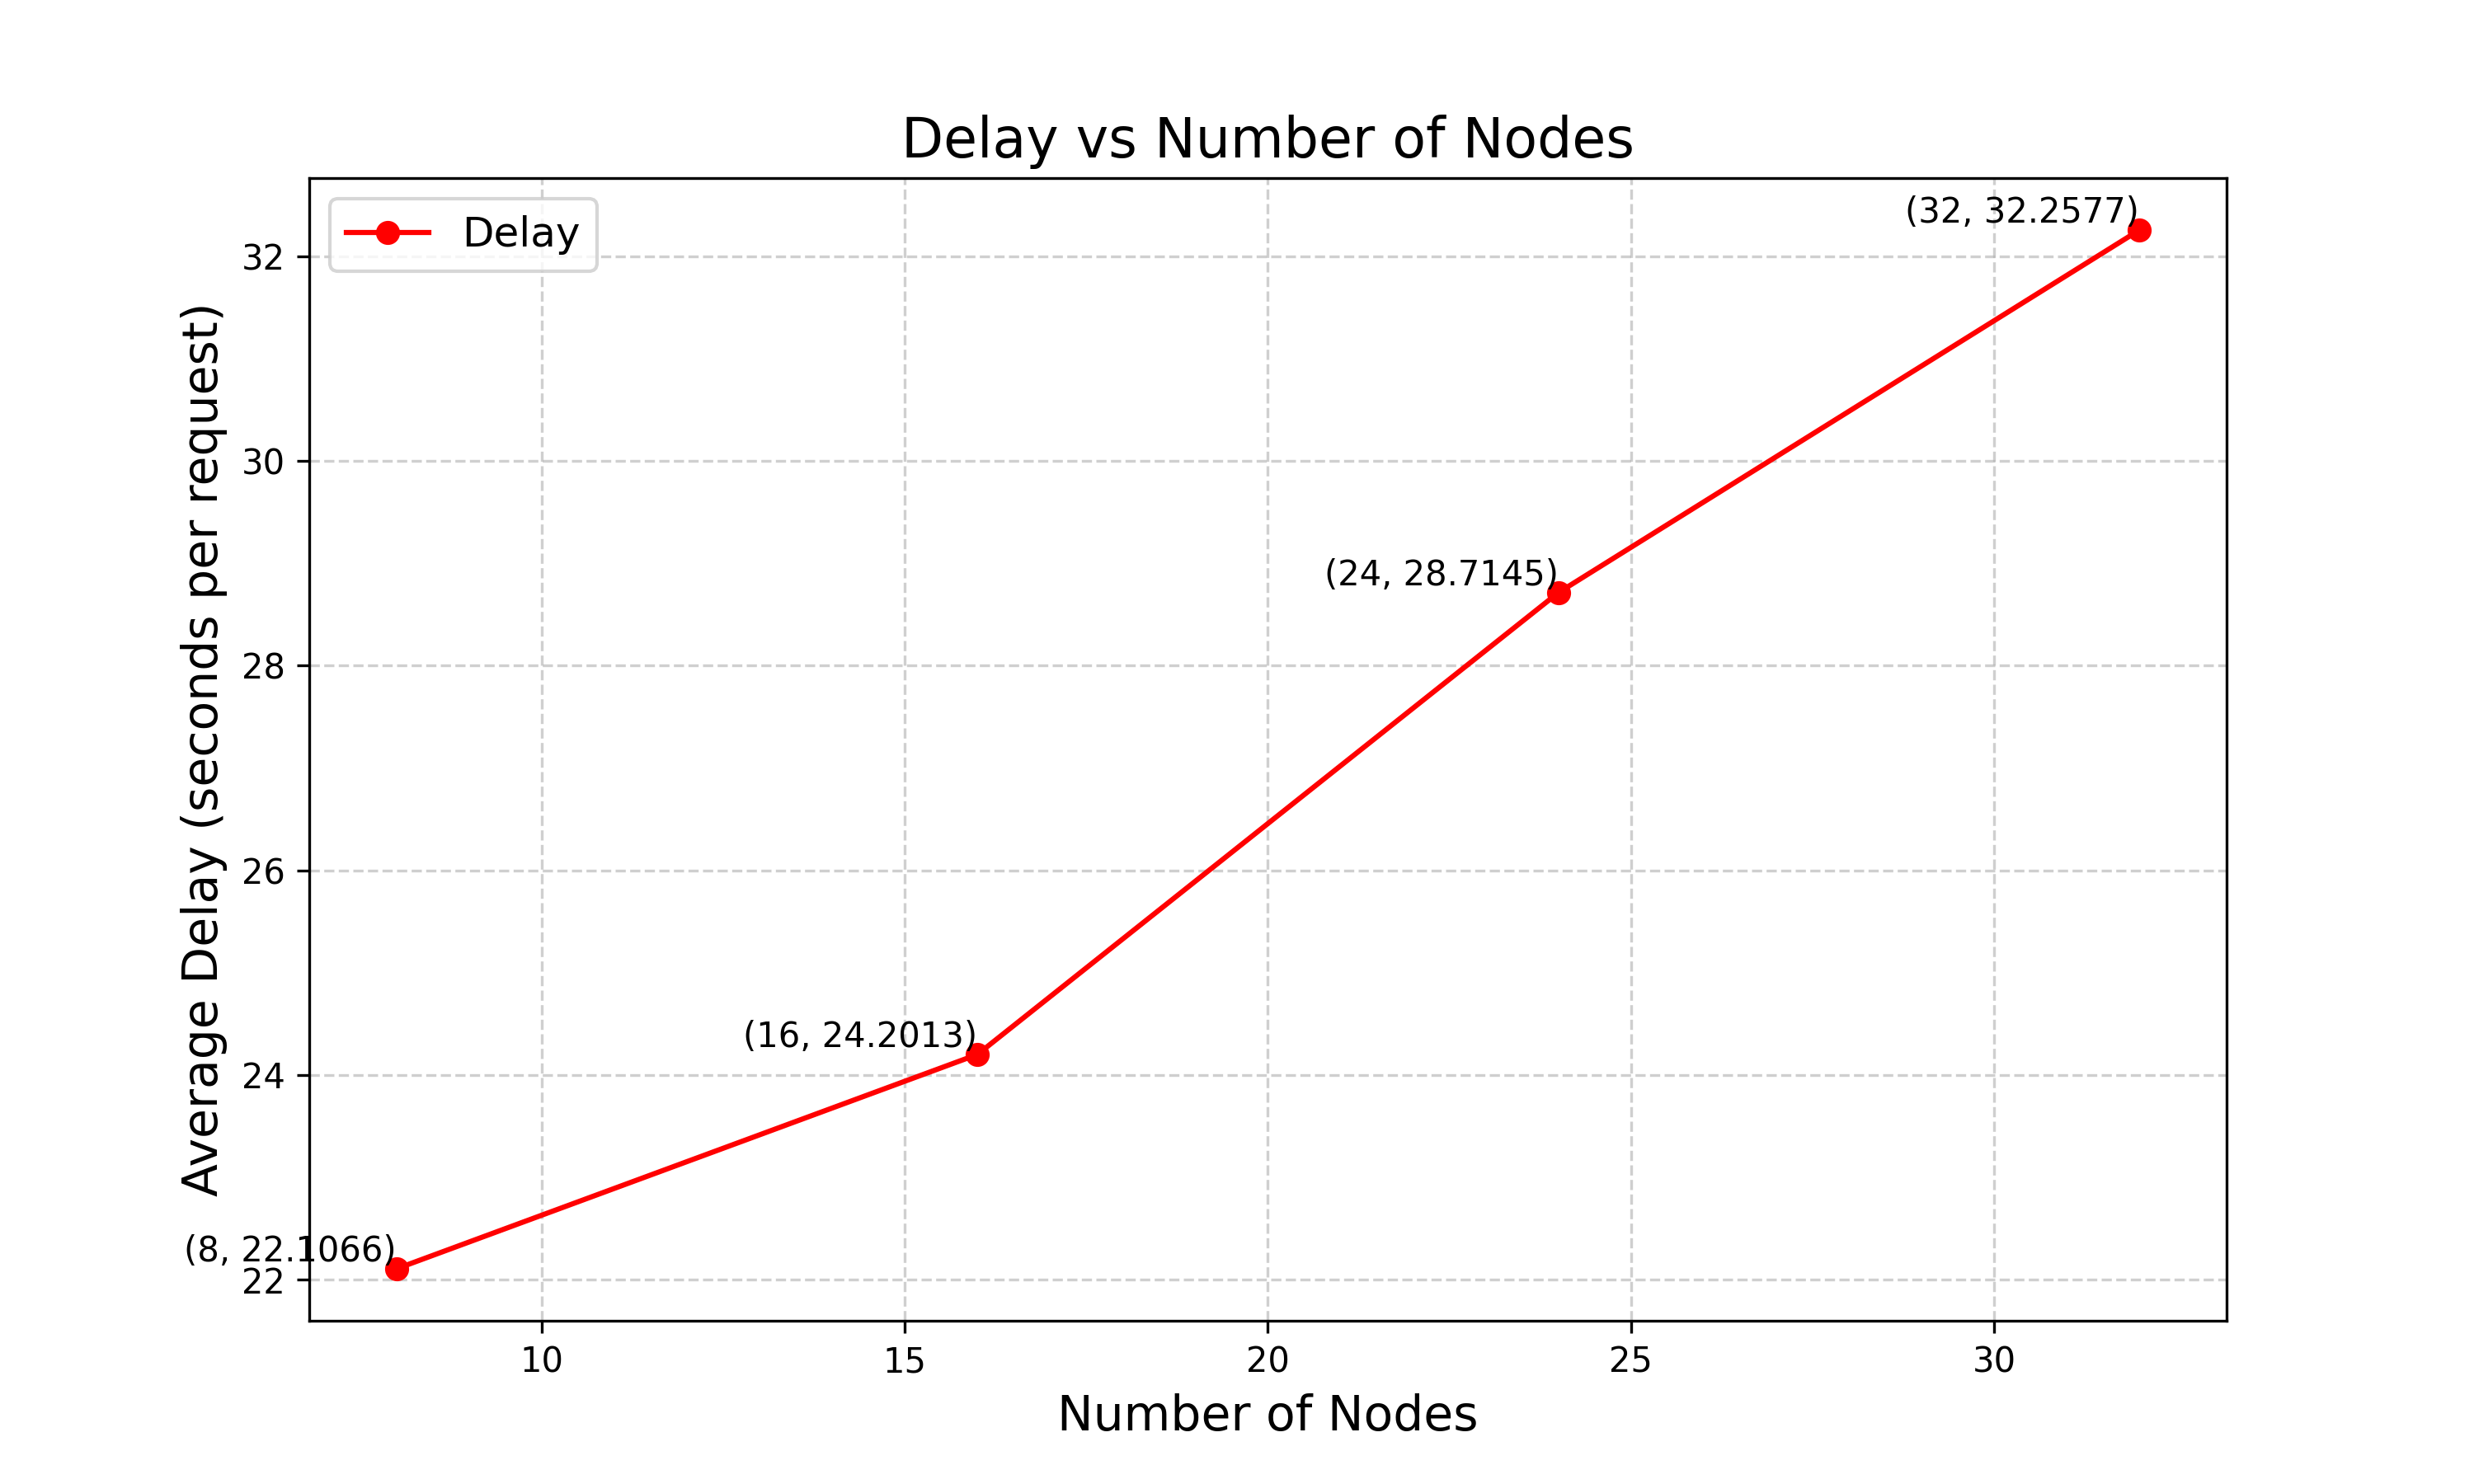 Delay vs Number of Nodes
Delay
(32, 32.2577)
(24, 28.7145)
(16, 24.2013)
(8, 22.1066)
Average Delay (seconds per request)
32
30
28
26
24
22
10 15 20 25 30
Number of Nodes